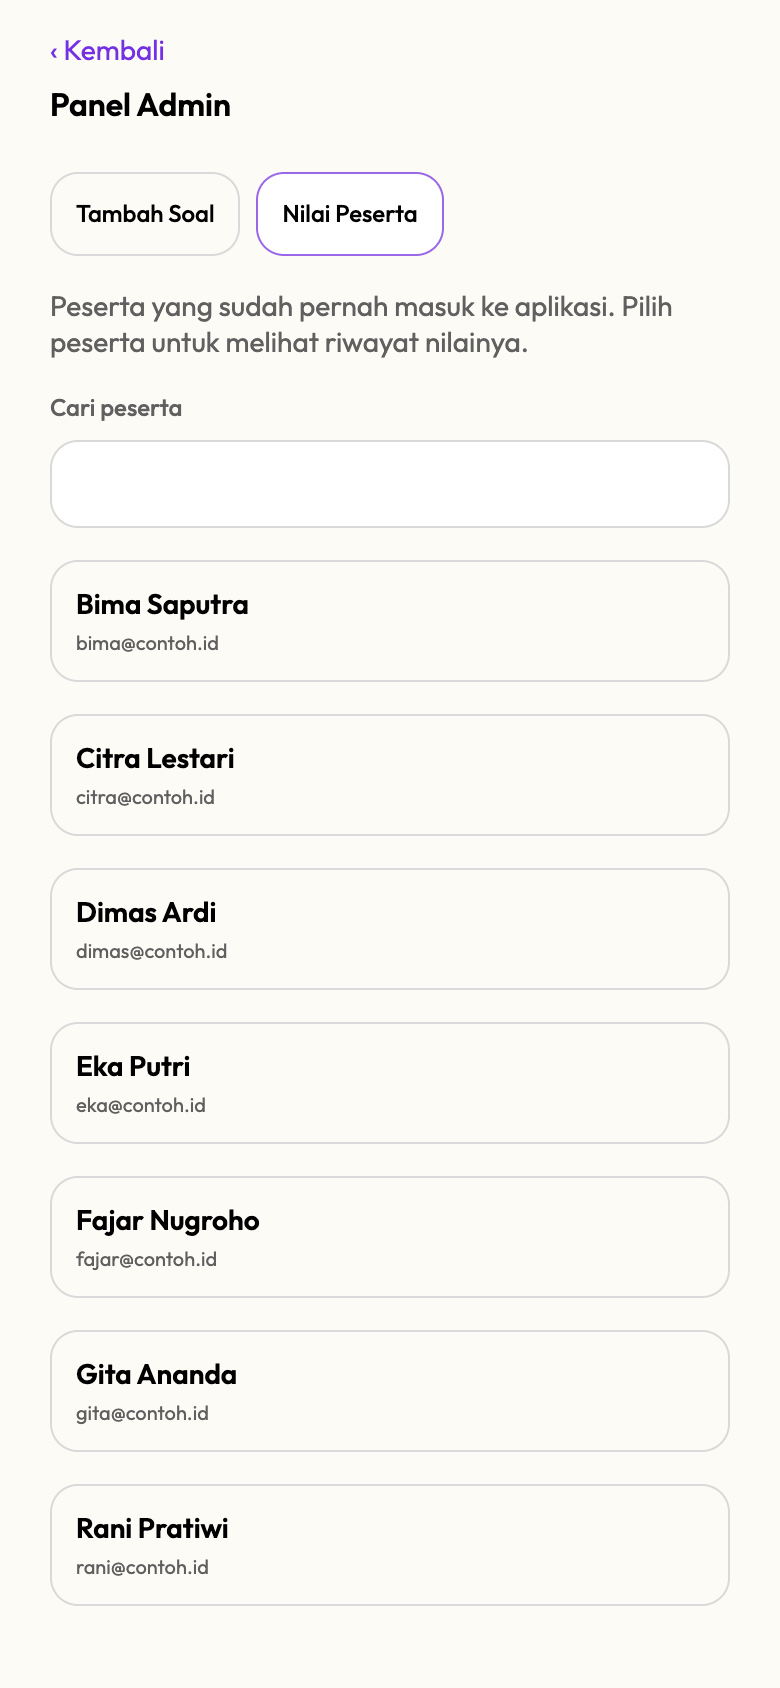 ‹ Kembali
Panel Admin
Tambah Soal
Nilai Peserta
Peserta yang sudah pernah masuk ke aplikasi. Pilih
peserta untuk melihat riwayat nilainya.
Cari peserta
Bima Saputra
bima@contoh.id
Citra Lestari
citra@contoh.id
Dimas Ardi
dimas@contoh.id
Eka Putri
eka@contoh.id
Fajar Nugroho
fajar@contoh.id
Gita Ananda
gita@contoh.id
Rani Pratiwi
rani@contoh.id